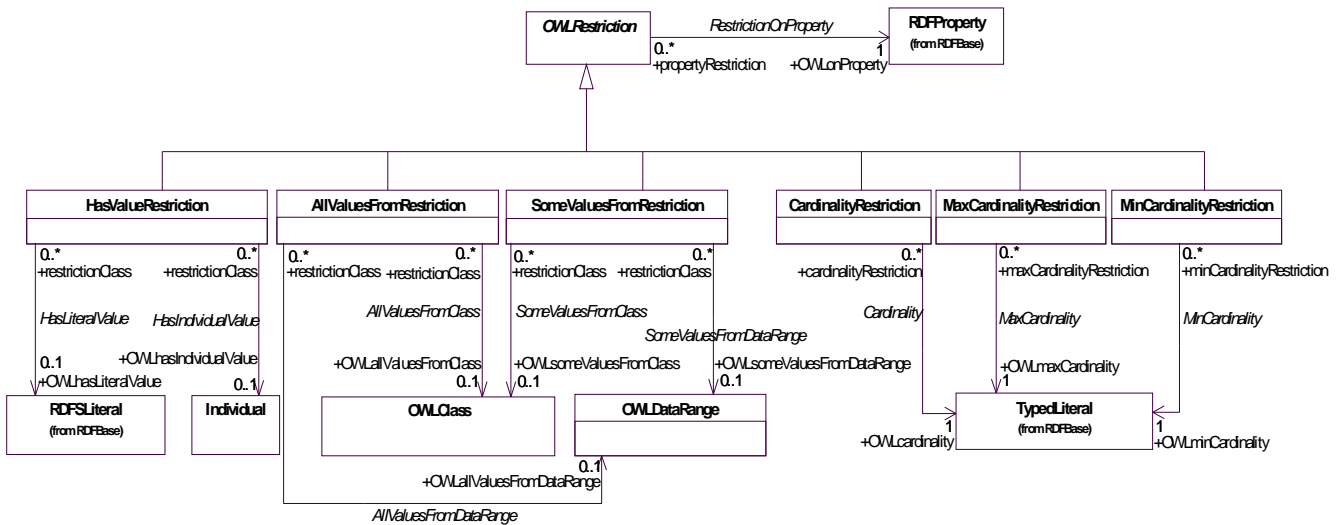 OWLRestriction
RestrictionOnProperty
RDFProperty
(from RDFBase)
0..*
1
+propertyRestriction
+OWLonProperty
HasValueRestriction
AllValuesFromRestriction
SomeValuesFromRestriction
CardinalityRestriction
MaxCardinalityRestriction
MinCardinalityRestriction
0..*
0..*
0..*
0..*
0..*
0..*
0..*
0..*
0..*
+restrictionClass
+restrictionClass
+restrictionClass
+restrictionClass
+restrictionClass
+restrictionClass
+cardinalityRestriction
+maxCardinalityRestriction
+minCardinalityRestriction
HasLiteralValue
HasIndividualValue
AllValuesFromClass
SomeValuesFromClass
SomeValuesFromDataRange
Cardinality
MaxCardinality
MinCardinality
+OWLhasIndividualValue
+OWLallValuesFromClass
+OWLsomeValuesFromClass
+OWLsomeValuesFromDataRange
+OWLmaxCardinality
0..1
+OWLhasLiteralValue
0..1
0..1
0..1
0..1
1
RDFSLiteral
(from RDFBase)
Individual
OWLClass
OWLDataRange
TypedLiteral
(from RDFBase)
1
+OWLcardinality
1
+OWLminCardinality
0..1
+OWLallValuesFromDataRange
AllValuesFromDataRange